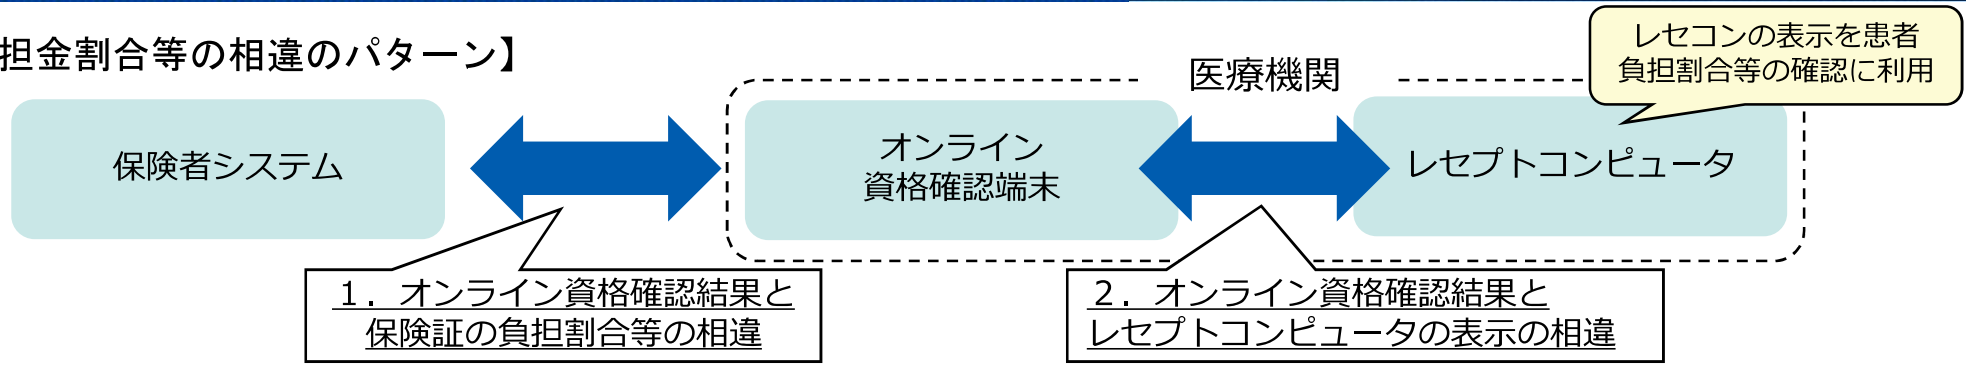 担金割合等の相違のパターン】
レセコンの表示を患者
負担割合等の確認に利用
医療機関
保険者システム
オンライン
資格確認端末
レセプトコンピュータ
１．オンライン資格確認結果と
保険証の負担割合等の相違
２．オンライン資格確認結果と
レセプトコンピュータの表示の相違